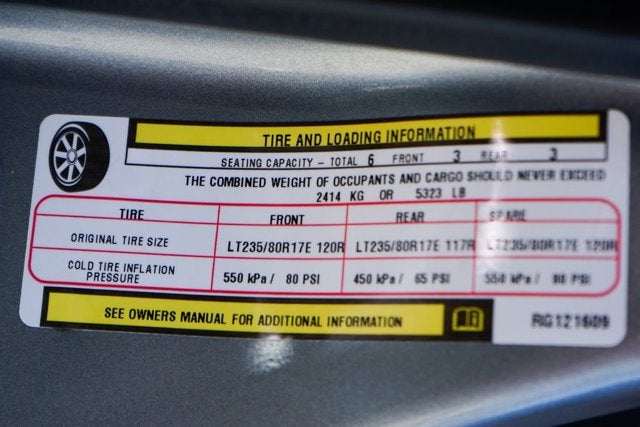 TIRE AND LOADING INFORMATION
SEATING CAPACITY – TOTAL 6 FRONT 3 REAR 3
THE COMBINED WEIGHT OF OCCUPANTS AND CARGO SHOULD NEVER EXCEED
2414 KG OR 5323 LB
TIRE FRONT REAR SPARE
ORIGINAL TIRE SIZE LT235/80R17E 120R LT235/80R17E 117R LT235/80R17E 120R
COLD TIRE INFLATION
PRESSURE 550 kPa / 80 PSI 450 kPa / 65 PSI 550 kPa / 80 PSI
SEE OWNERS MANUAL FOR ADDITIONAL INFORMATION
RG121609